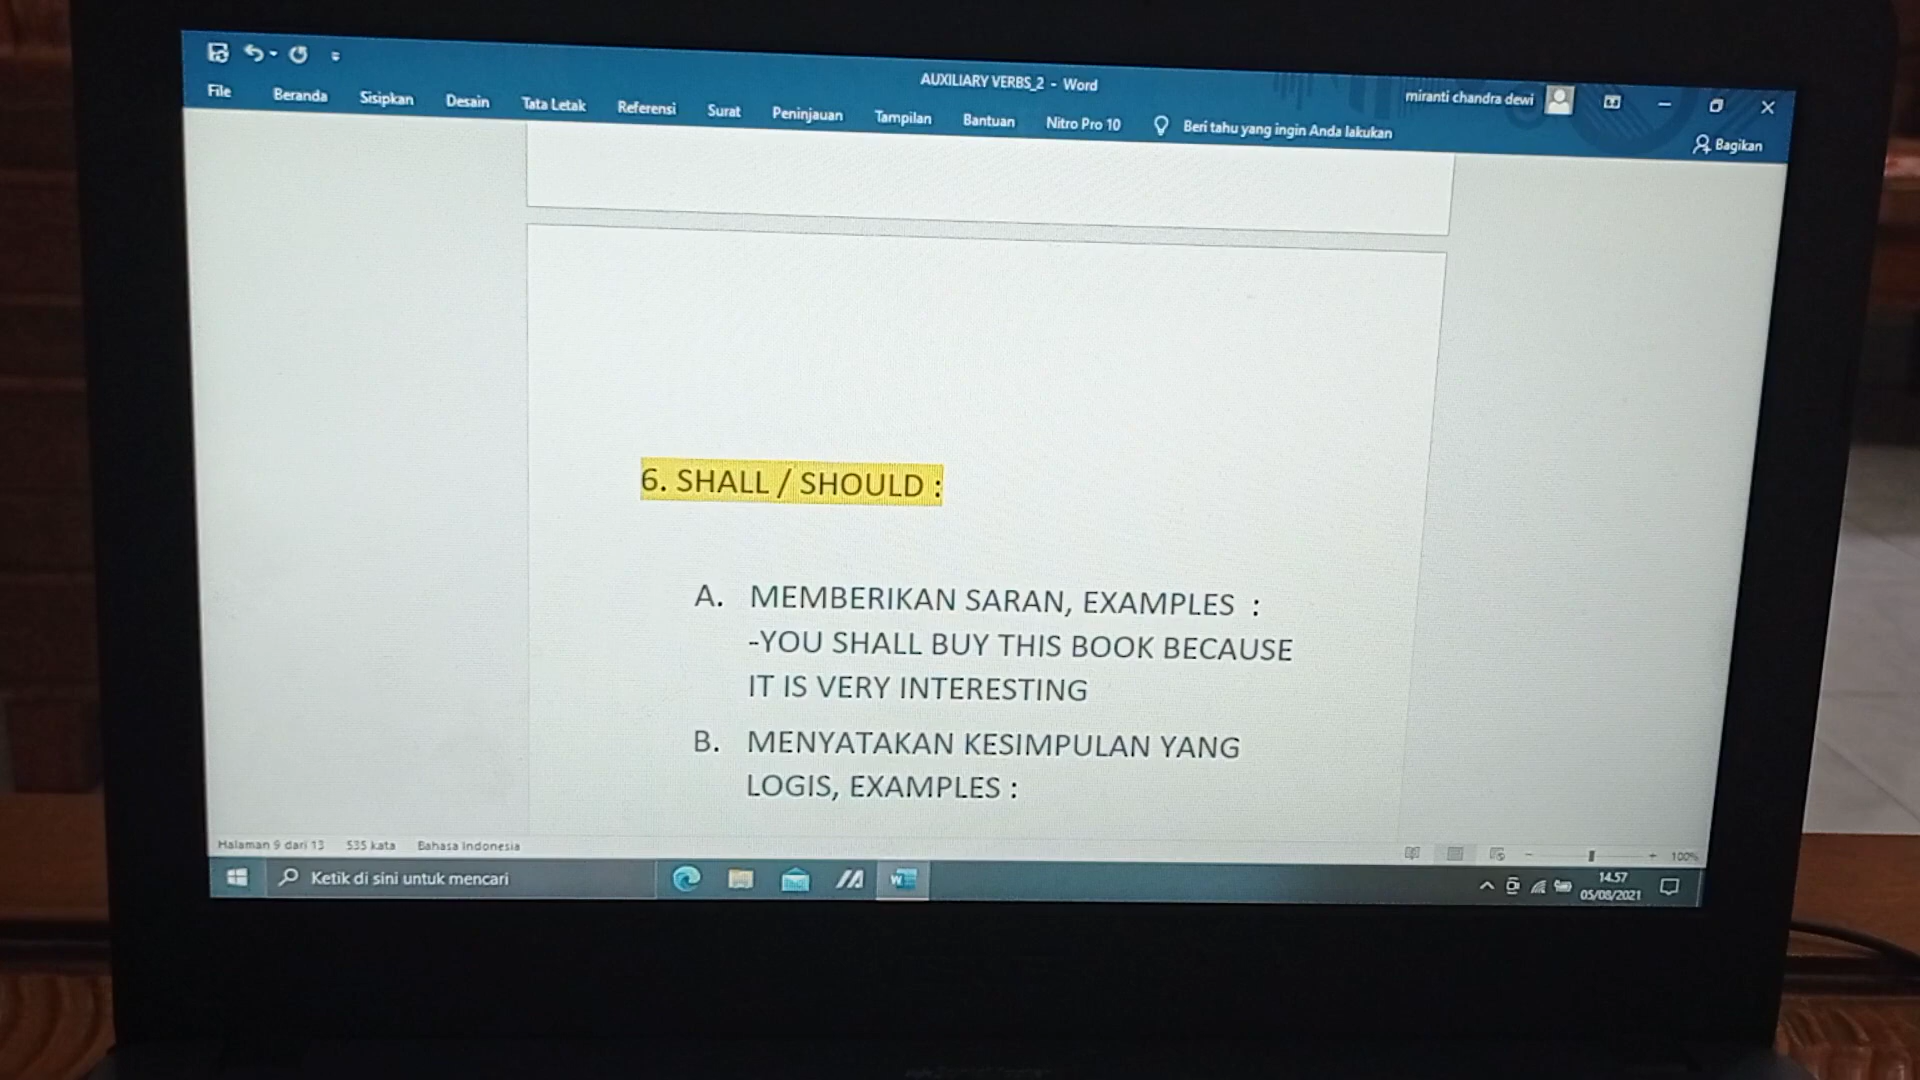 AUXILIARY VERBS_2 - Word
miranti chandra dewi
File Beranda Sisipkan Desain Tata Letak Referensi Surat Peninjauan Tampilan Bantuan Nitro Pro 10 Beri tahu yang ingin Anda lakukan
Bagikan
6. SHALL / SHOULD :
A. MEMBERIKAN SARAN, EXAMPLES :
-YOU SHALL BUY THIS BOOK BECAUSE
IT IS VERY INTERESTING
B. MENYATAKAN KESIMPULAN YANG
LOGIS, EXAMPLES :
Halaman 9 dari 13 535 kata Bahasa Indonesia
100%
Ketik di sini untuk mencari
14.57
05/08/2021